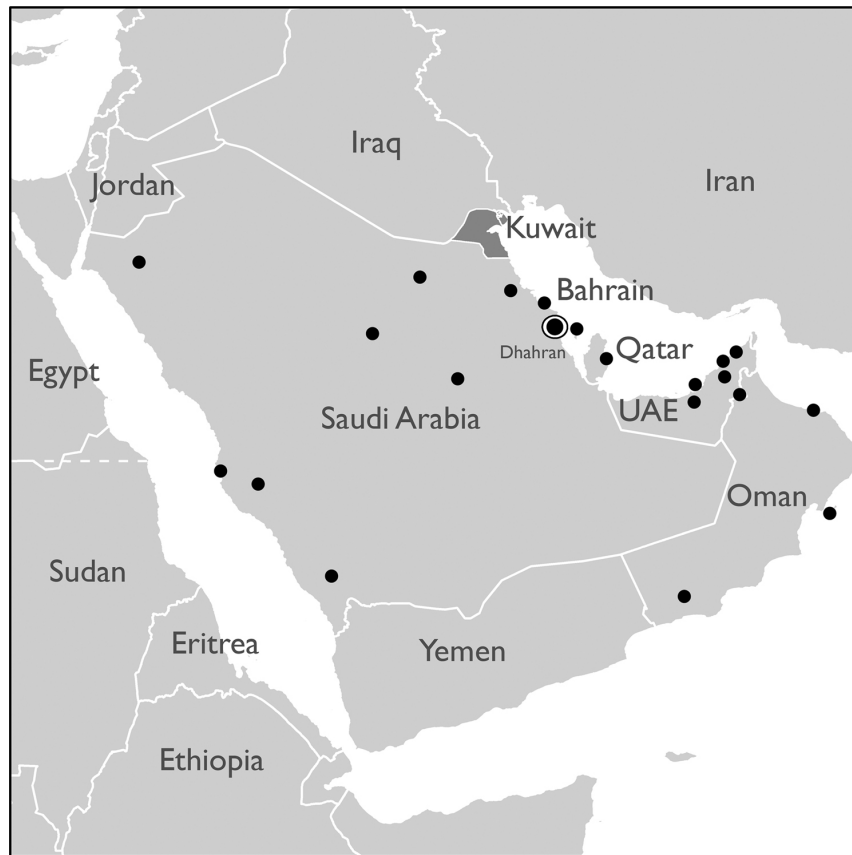 Iraq
Iran
Jordan
Kuwait
Bahrain
Dhahran
Qatar
Egypt
UAE
Saudi Arabia
Oman
Sudan
Eritrea
Yemen
Ethiopia